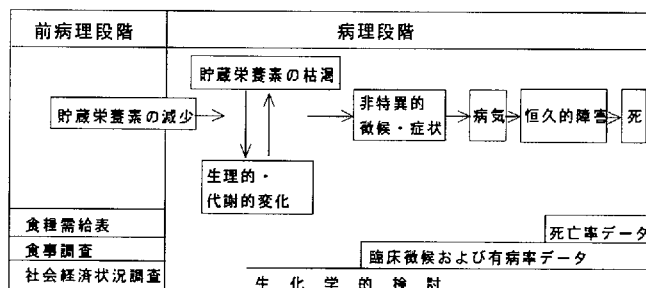 前病理段階
病理段階
貯蔵栄養素の枯渇
貯蔵栄養素の減少
非特異的
徴候・症状
病気
恒久的障害
死
生理的・
代謝的変化
食糧需給表
食事調査
社会経済状況調査
死亡率データ
臨床徴候および有病率データ
生化学的検討